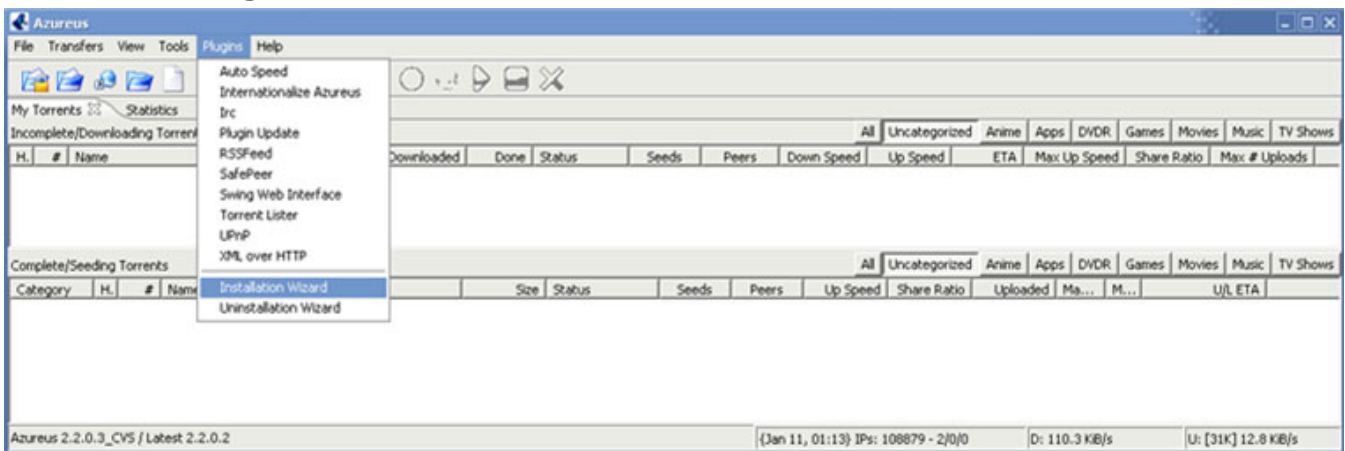 Azureus
File Transfers View Tools Plugins Help
Auto Speed
Internationalize Azureus
Irc
Plugin Update
RSSFeed
SafePeer
Swing Web Interface
Torrent Lister
UPnP
XML over HTTP
Installation Wizard
Uninstallation Wizard
My Torrents Statistics
Incomplete/Downloading Torrent All Uncategorized Anime Apps DVDR Games Movies Music TV Shows
H. # Name Downloaded Done Status Seeds Peers Down Speed Up Speed ETA Max Up Speed Share Ratio Max # Uploads
Complete/Seeding Torrents All Uncategorized Anime Apps DVDR Games Movies Music TV Shows
Category H. # Name Size Status Seeds Peers Up Speed Share Ratio Uploaded Ma... M... U/L ETA
Azureus 2.2.0.3_CVS / Latest 2.2.0.2 {Jan 11, 01:13} IPs: 108879 - 2/0/0 D: 110.3 KiB/s U: [31K] 12.8 KiB/s